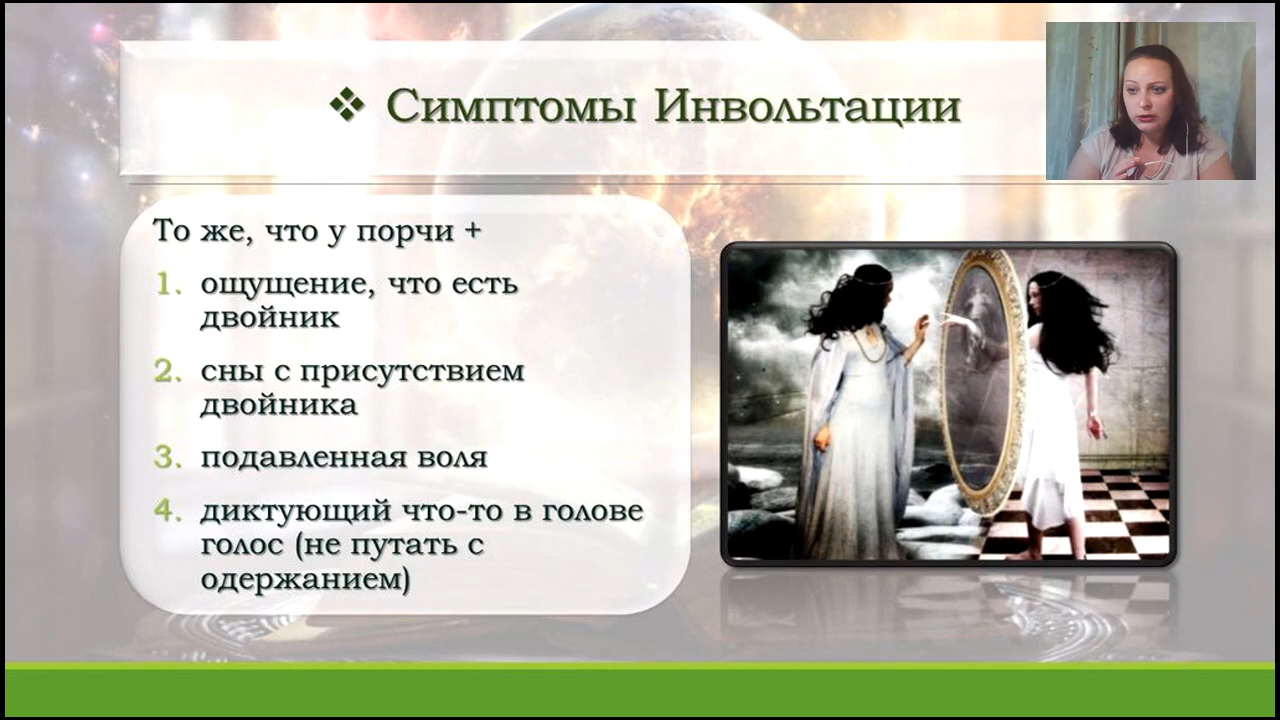 ❖ Симптомы Инвольтации
То же, что у порчи +
1. ощущение, что есть
двойник
2. сны с присутствием
двойника
3. подавленная воля
4. диктующий что-то в голове
голос (не путать с
одержанием)